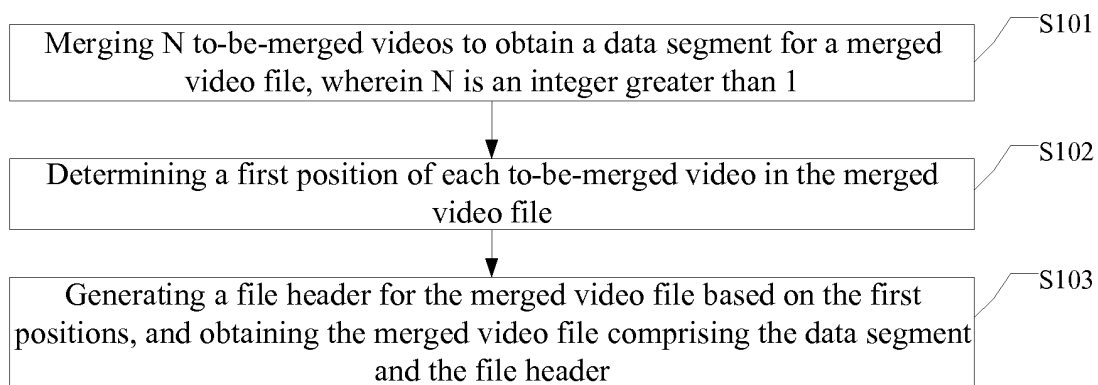 Merging N to-be-merged videos to obtain a data segment for a merged
video file, wherein N is an integer greater than 1
S101
Determining a first position of each to-be-merged video in the merged
video file
S102
Generating a file header for the merged video file based on the first
positions, and obtaining the merged video file comprising the data segment
and the file header
S103